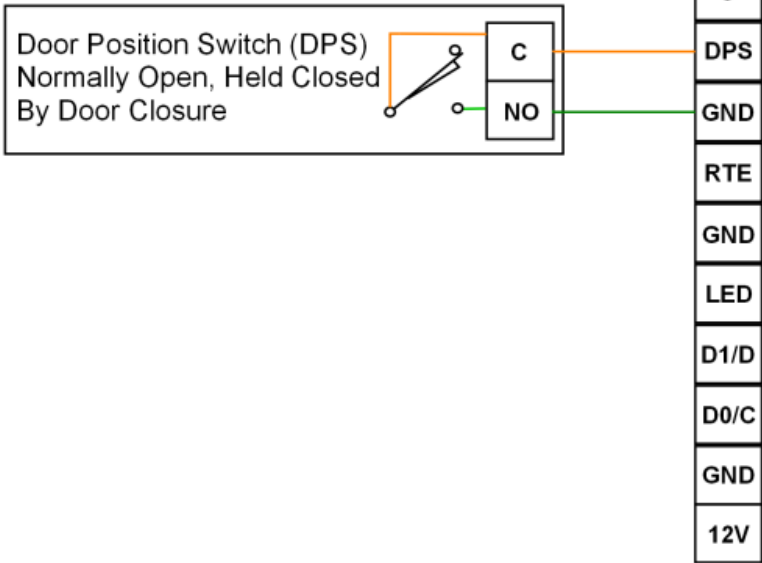 Door Position Switch (DPS)
Normally Open, Held Closed
By Door Closure
C
NO
DPS
GND
RTE
GND
LED
D1/D
D0/C
GND
12V